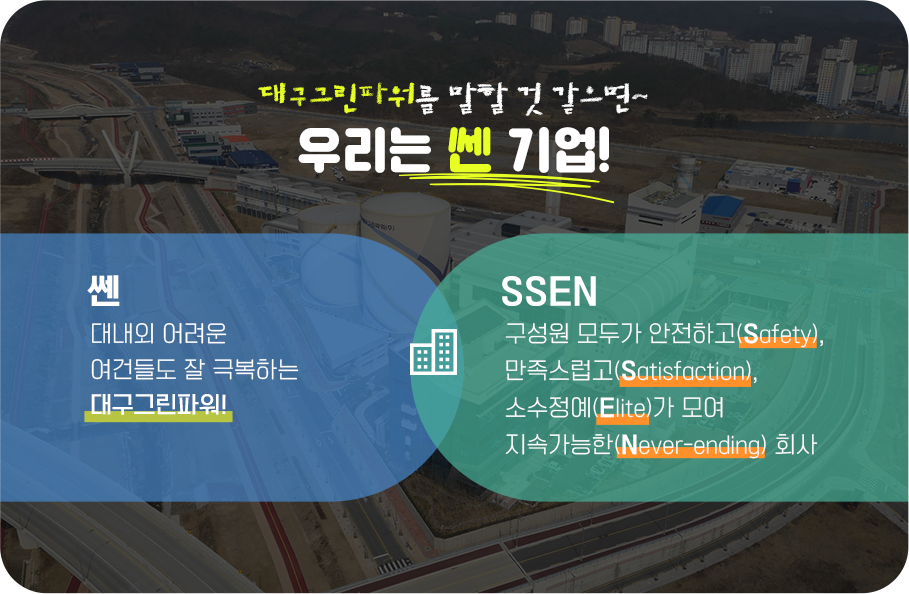 대구그린파워를 말할 것 같으면~
우리는 쎈 기업!
쎈
대내외 어려운
여건들도 잘 극복하는
대구그린파워!
SSEN
구성원 모두가 안전하고(Safety),
만족스럽고(Satisfaction),
소수정예(Elite)가 모여
지속가능한(Never-ending) 회사